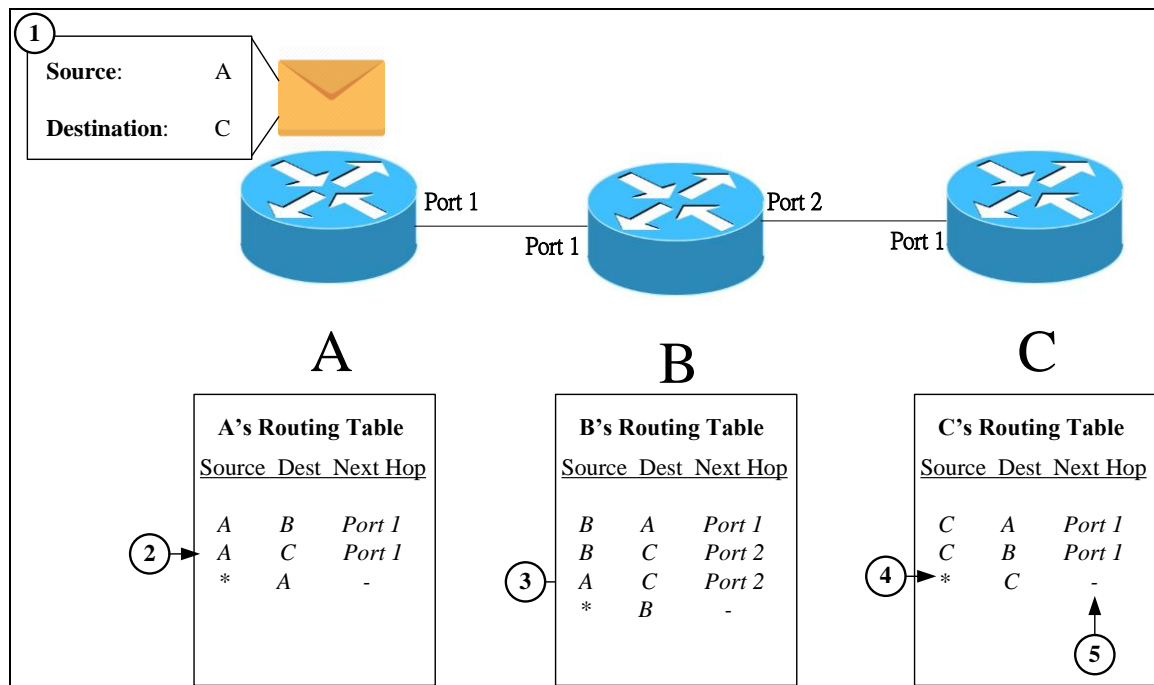 1
Source: A
Destination: C
Port 1
Port 1
Port 2
Port 1
A
B
C
A's Routing Table
Source Dest Next Hop
A B Port 1
2
A C Port 1
* A -
B's Routing Table
Source Dest Next Hop
B A Port 1
B C Port 2
3
A C Port 2
* B -
C's Routing Table
Source Dest Next Hop
C A Port 1
C B Port 1
4
* C -
5